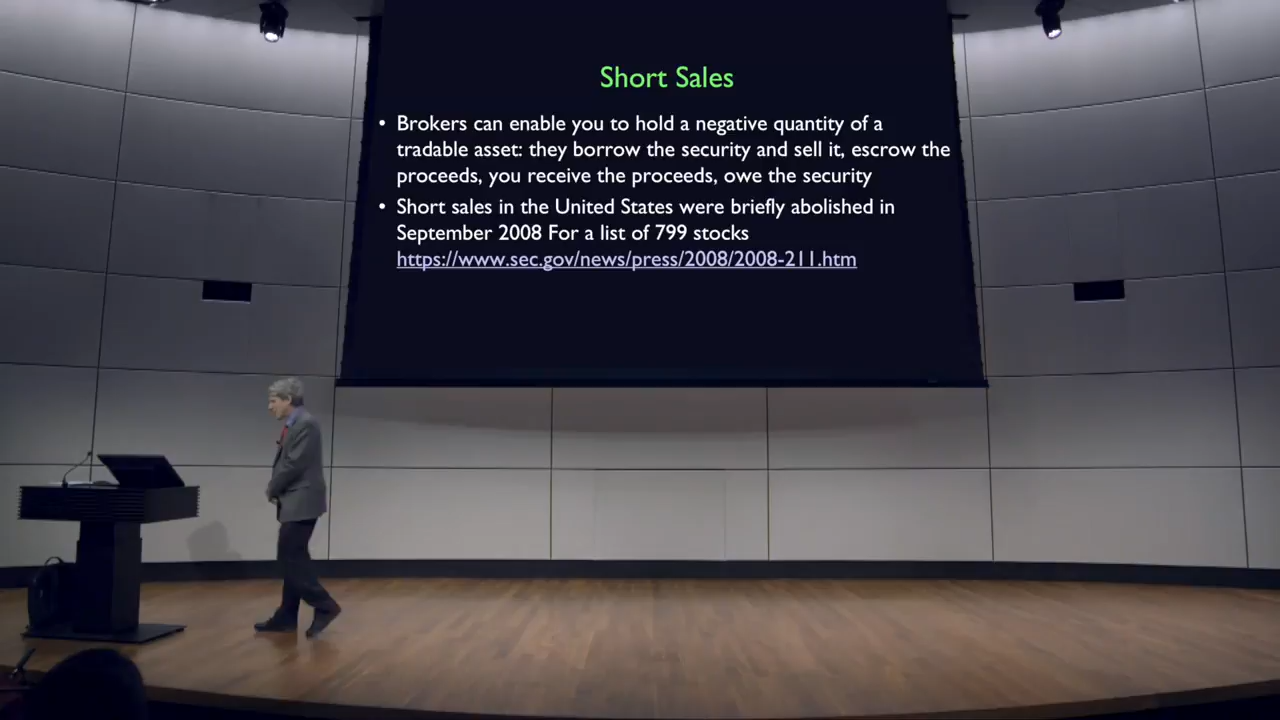 Short Sales
• Brokers can enable you to hold a negative quantity of a
tradable asset: they borrow the security and sell it, escrow the
proceeds, you receive the proceeds, owe the security
• Short sales in the United States were briefly abolished in
September 2008 For a list of 799 stocks
https://www.sec.gov/news/press/2008/2008-211.htm